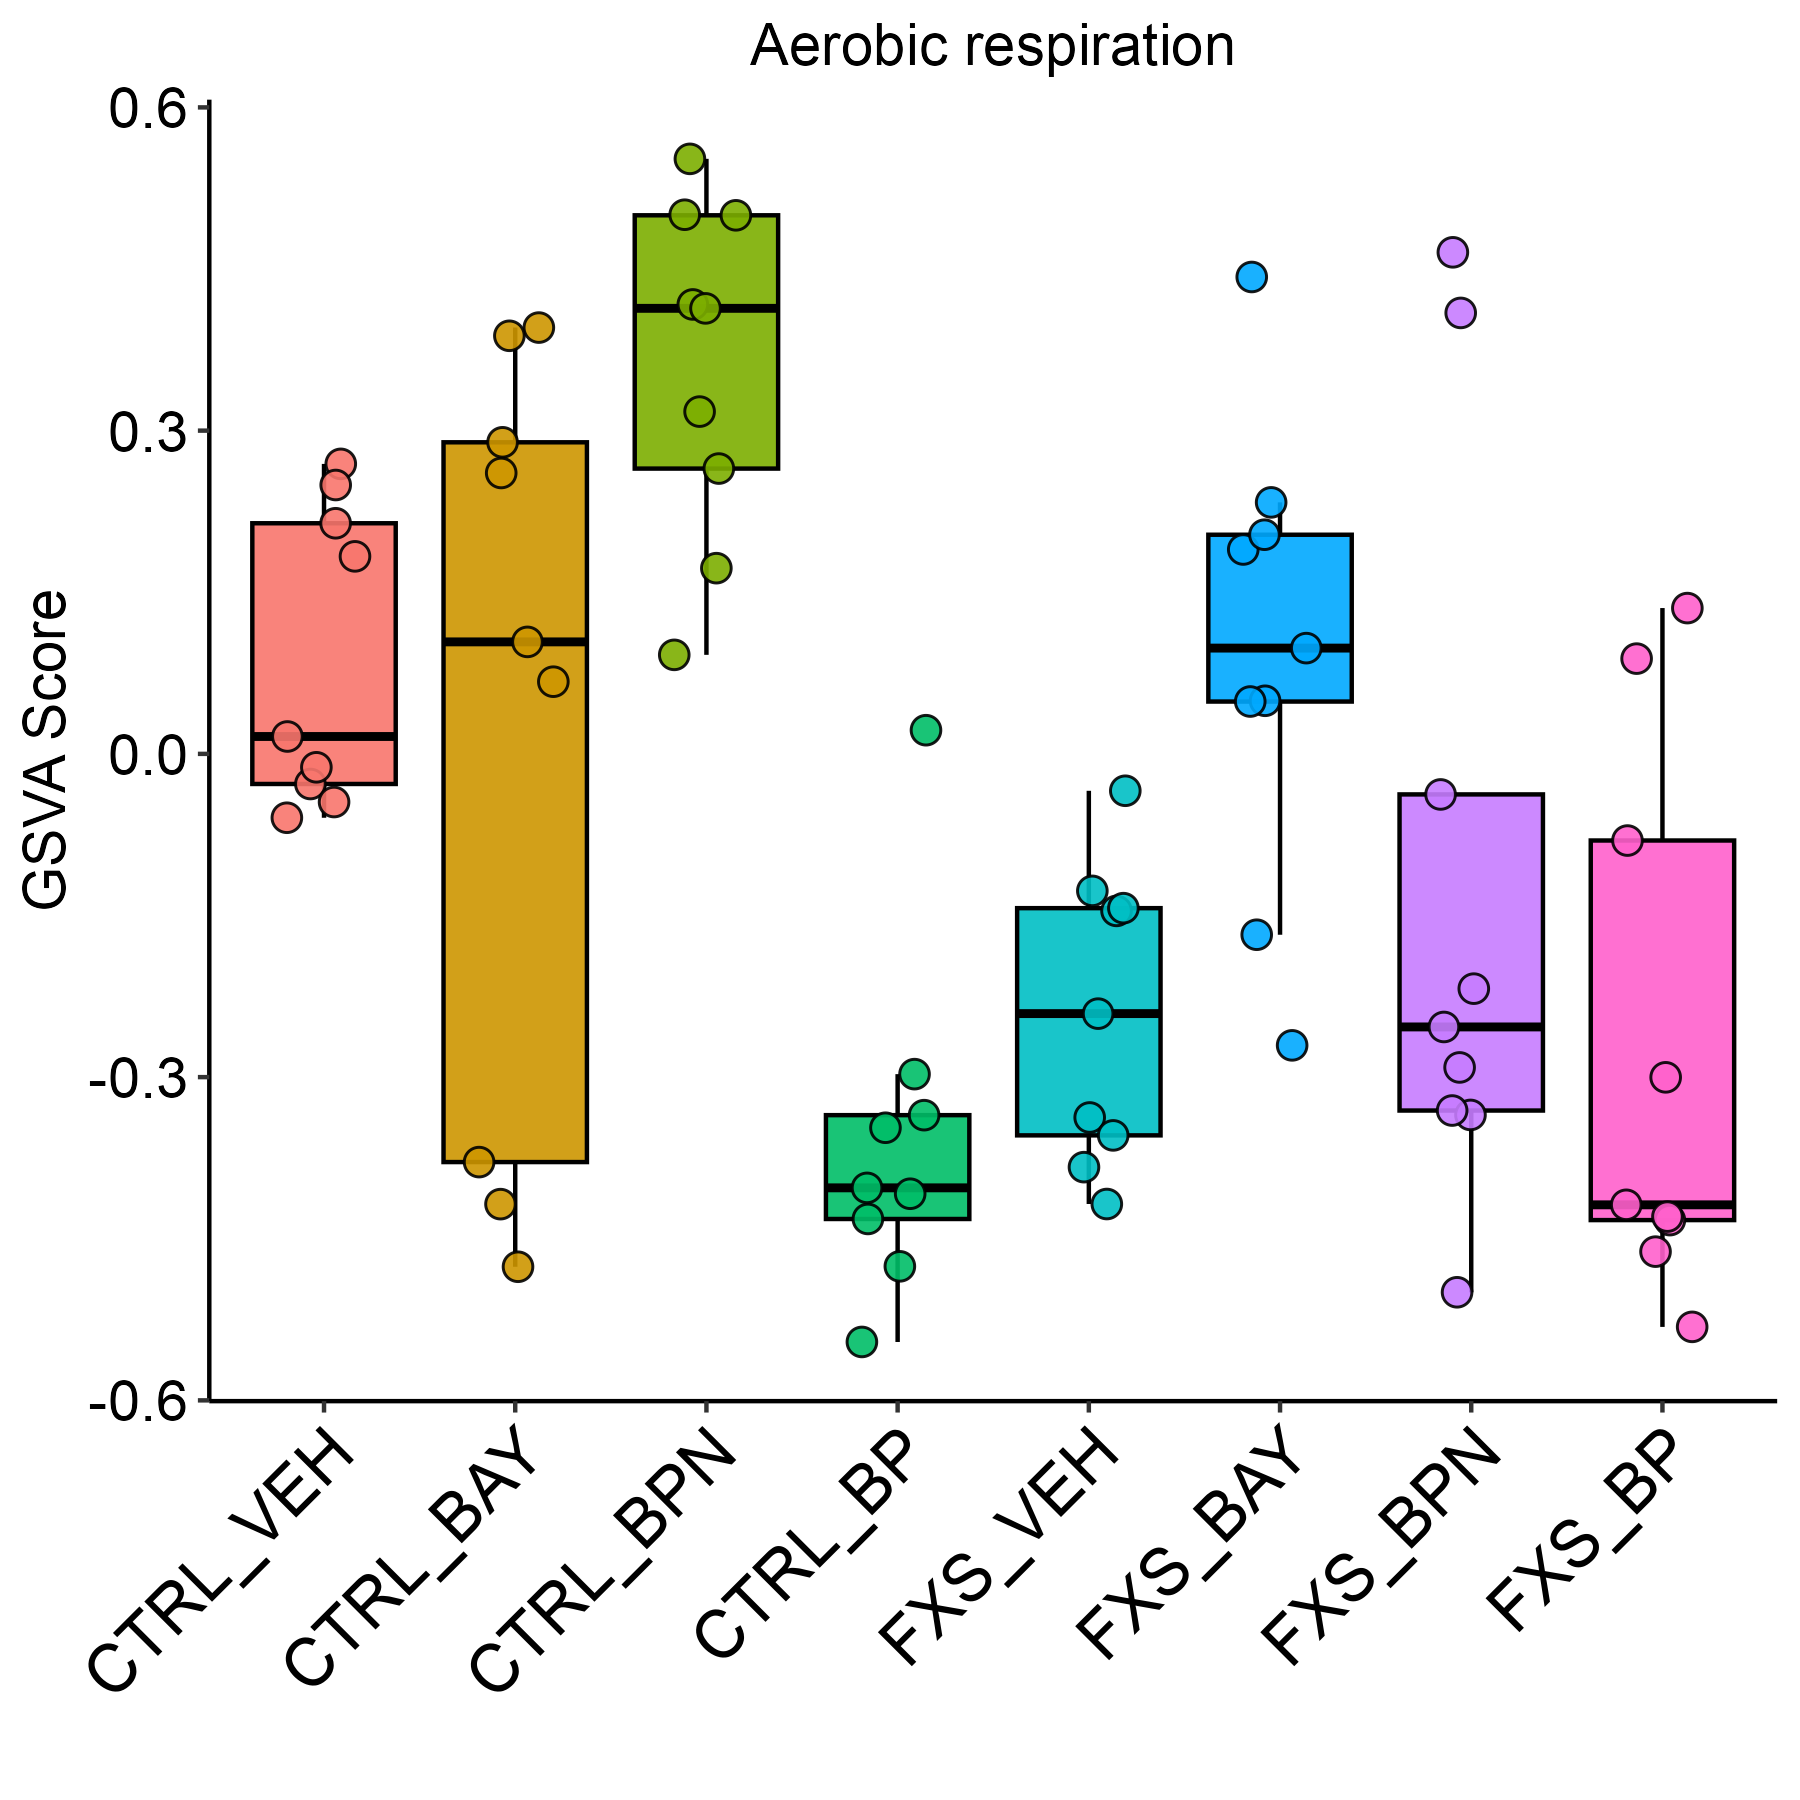 Aerobic respiration
GSVA Score
0.6
0.3
0.0
-0.3
-0.6
CTRL_VEH
CTRL_BAY
CTRL_BPN
CTRL_BP
FXS_VEH
FXS_BAY
FXS_BPN
FXS_BP